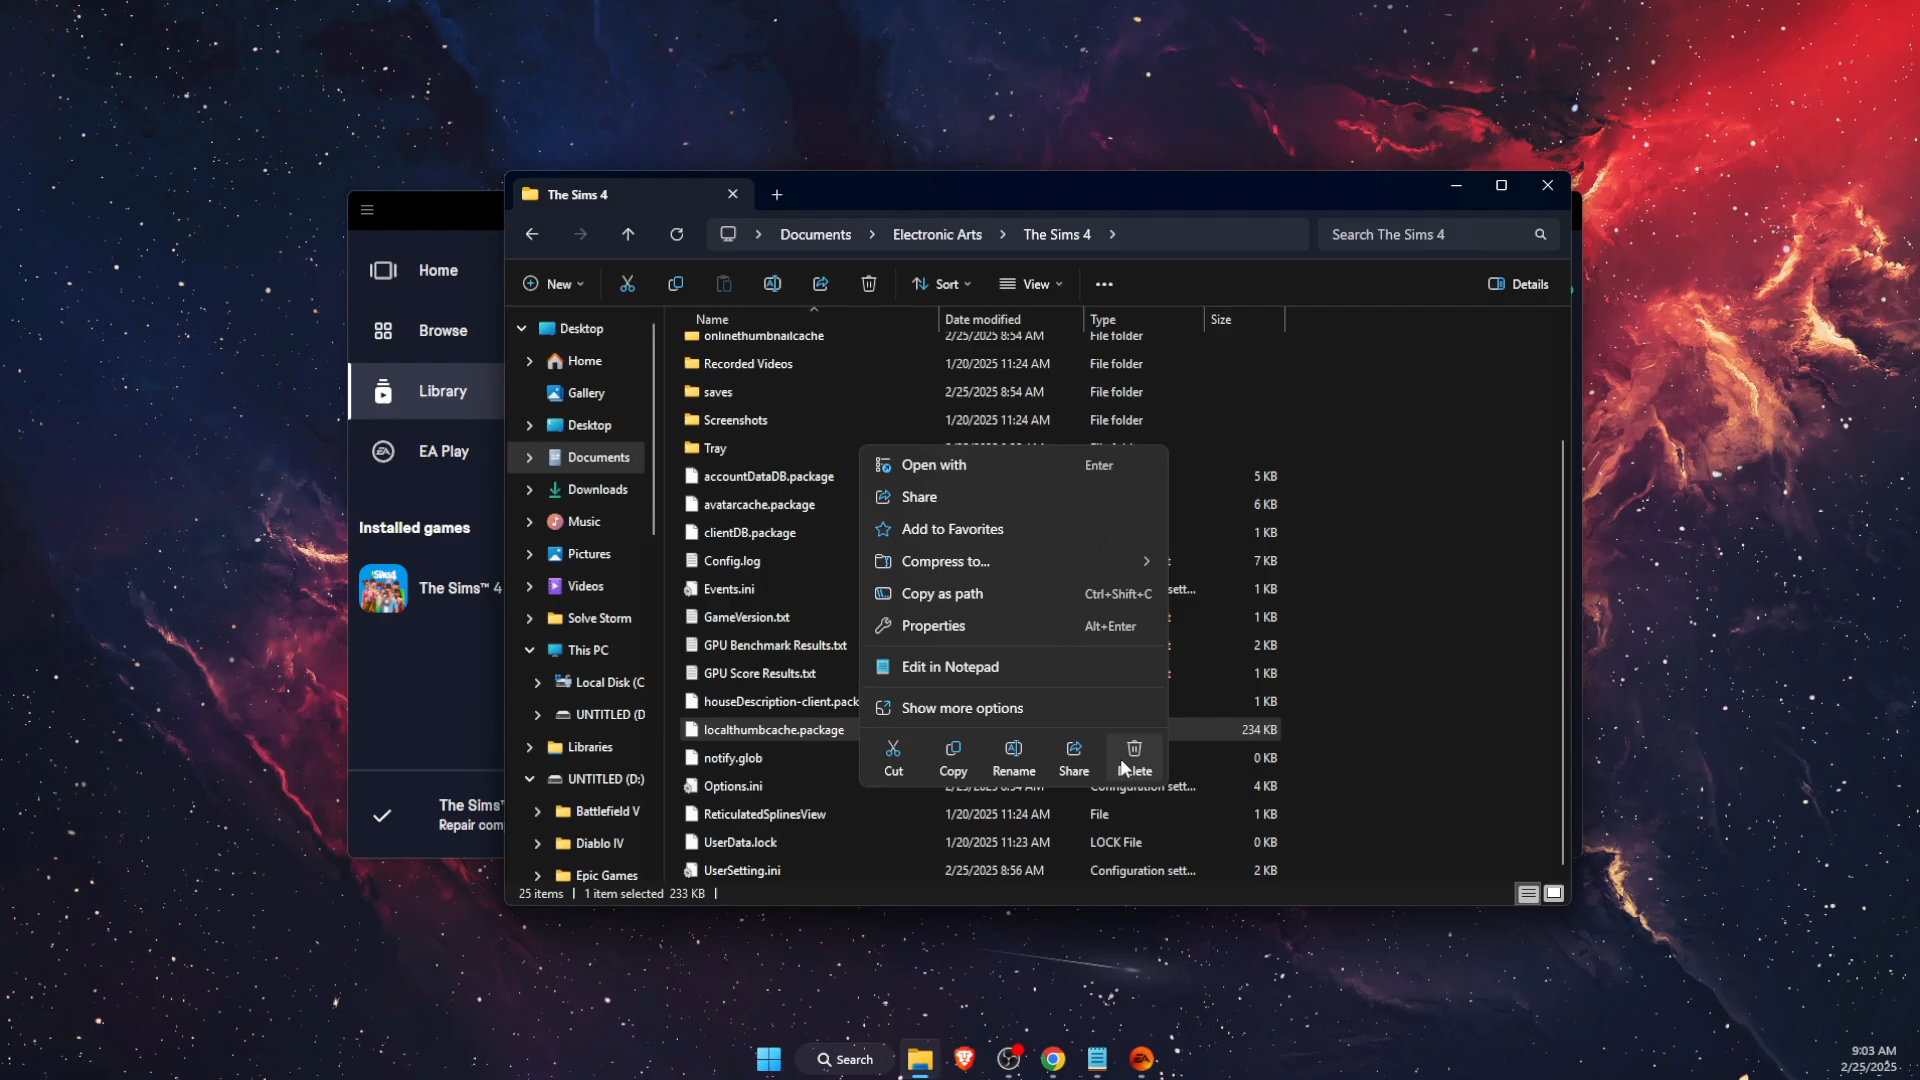 The Sims 4
Documents
Electronic Arts
The Sims 4
Search The Sims 4
New
Sort
View
Details
Home
Browse
Library
EA Play
Installed games
The Sims™ 4
The Sims™
Repair com
Desktop
Home
Gallery
Desktop
Documents
Downloads
Music
Pictures
Videos
Solve Storm
This PC
Local Disk (C
UNTITLED (D
Libraries
UNTITLED (D:)
Battlefield V
Diablo IV
Epic Games
Name Date modified Type Size
onlinethumbnailcache 2/25/2025 8:54 AM File folder
Recorded Videos 1/20/2025 11:24 AM File folder
saves 2/25/2025 8:54 AM File folder
Screenshots 1/20/2025 11:24 AM File folder
Tray
accountDataDB.package 5 KB
avatarcache.package 6 KB
clientDB.package 1 KB
Config.log 7 KB
Events.ini sett... 1 KB
GameVersion.txt 1 KB
GPU Benchmark Results.txt 2 KB
GPU Score Results.txt 1 KB
houseDescription-client.pack 1 KB
localthumbcache.package 234 KB
notify.glob 0 KB
Options.ini 4 KB
ReticulatedSplinesView 1/20/2025 11:24 AM File 1 KB
UserData.lock 1/20/2025 11:23 AM LOCK File 0 KB
UserSetting.ini 2/25/2025 8:56 AM Configuration sett... 2 KB
Open with Enter
Share
Add to Favorites
Compress to...
Copy as path Ctrl+Shift+C
Properties Alt+Enter
Edit in Notepad
Show more options
Cut Copy Rename Share Delete
25 items 1 item selected 233 KB
Search
9:03 AM
2/25/2025